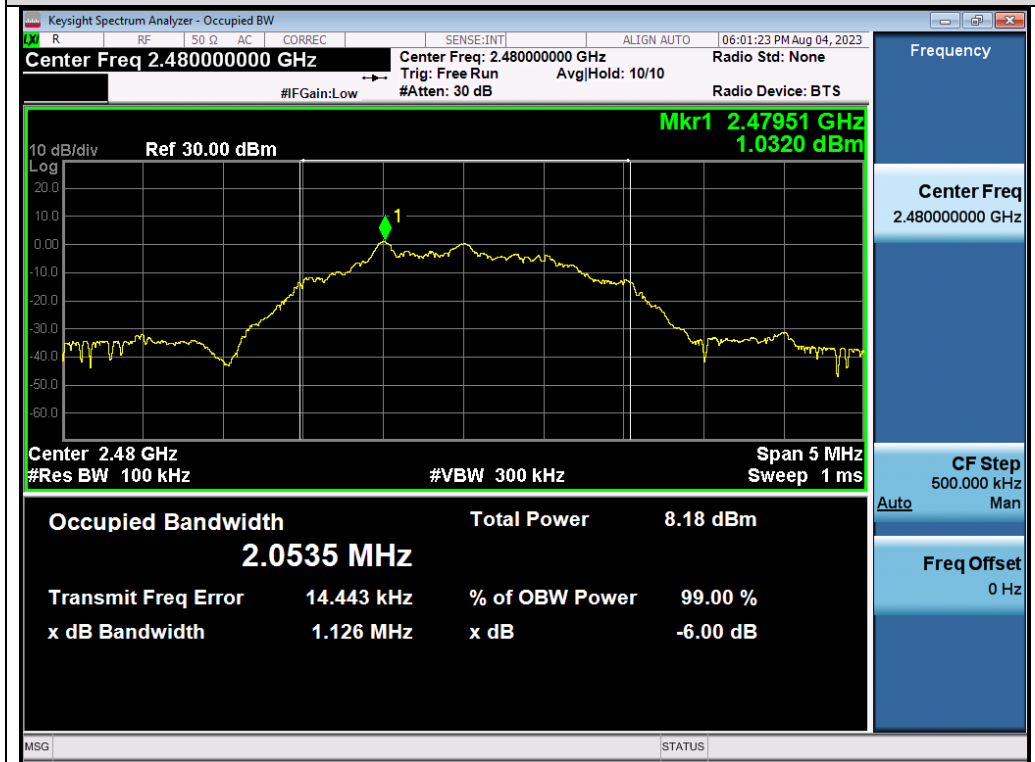 Keysight Spectrum Analyzer - Occupied BW
LXI R RF 50 Ω AC CORREC SENSE:INT ALIGN AUTO 06:01:23 PM Aug 04, 2023
Center Freq 2.480000000 GHz
#IFGain:Low
Center Freq: 2.480000000 GHz
Trig: Free Run Avg|Hold: 10/10
#Atten: 30 dB
Radio Std: None
Radio Device: BTS
Mkr1 2.47951 GHz
1.0320 dBm
10 dB/div Ref 30.00 dBm
Log
20.0
10.0
0.00
-10.0
-20.0
-30.0
-40.0
-50.0
-60.0
1
Center 2.48 GHz Span 5 MHz
#Res BW 100 kHz #VBW 300 kHz Sweep 1 ms
Occupied Bandwidth Total Power 8.18 dBm
2.0535 MHz
Transmit Freq Error 14.443 kHz % of OBW Power 99.00 %
x dB Bandwidth 1.126 MHz x dB -6.00 dB
Frequency
Center Freq
2.480000000 GHz
CF Step
500.000 kHz
Auto Man
Freq Offset
0 Hz
MSG STATUS